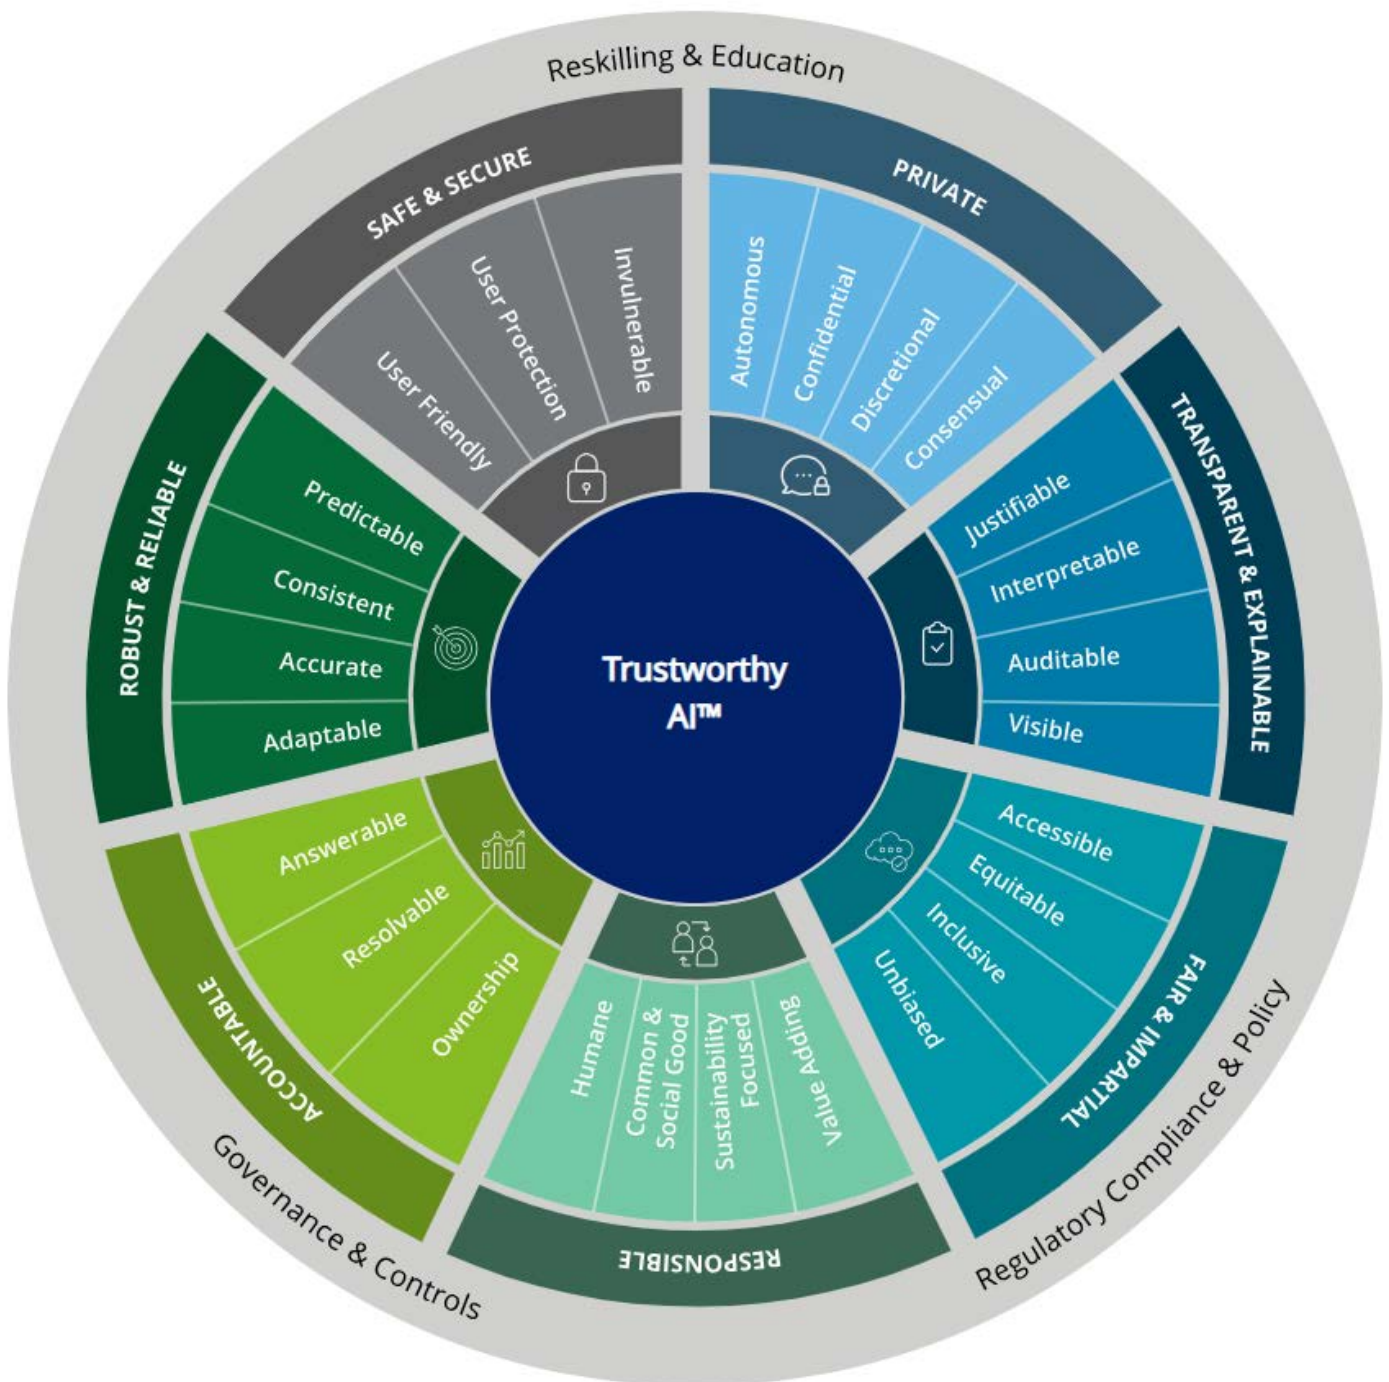 Reskilling & Education
PRIVATE
Autonomous
Confidential
Discretional
Consensual
TRANSPARENT & EXPLAINABLE
Justifiable
Interpretable
Auditable
Visible
FAIR & IMPARTIAL
Accessible
Equitable
Inclusive
Unbiased
Regulatory Compliance & Policy
RESPONSIBLE
Value Adding
Sustainability
Focused
Common &
Social Good
Humane
Governance & Controls
ACCOUNTABLE
Ownership
Resolvable
Answerable
ROBUST & RELIABLE
Adaptable
Accurate
Consistent
Predictable
SAFE & SECURE
User Friendly
User Protection
Invulnerable
Trustworthy
AI™